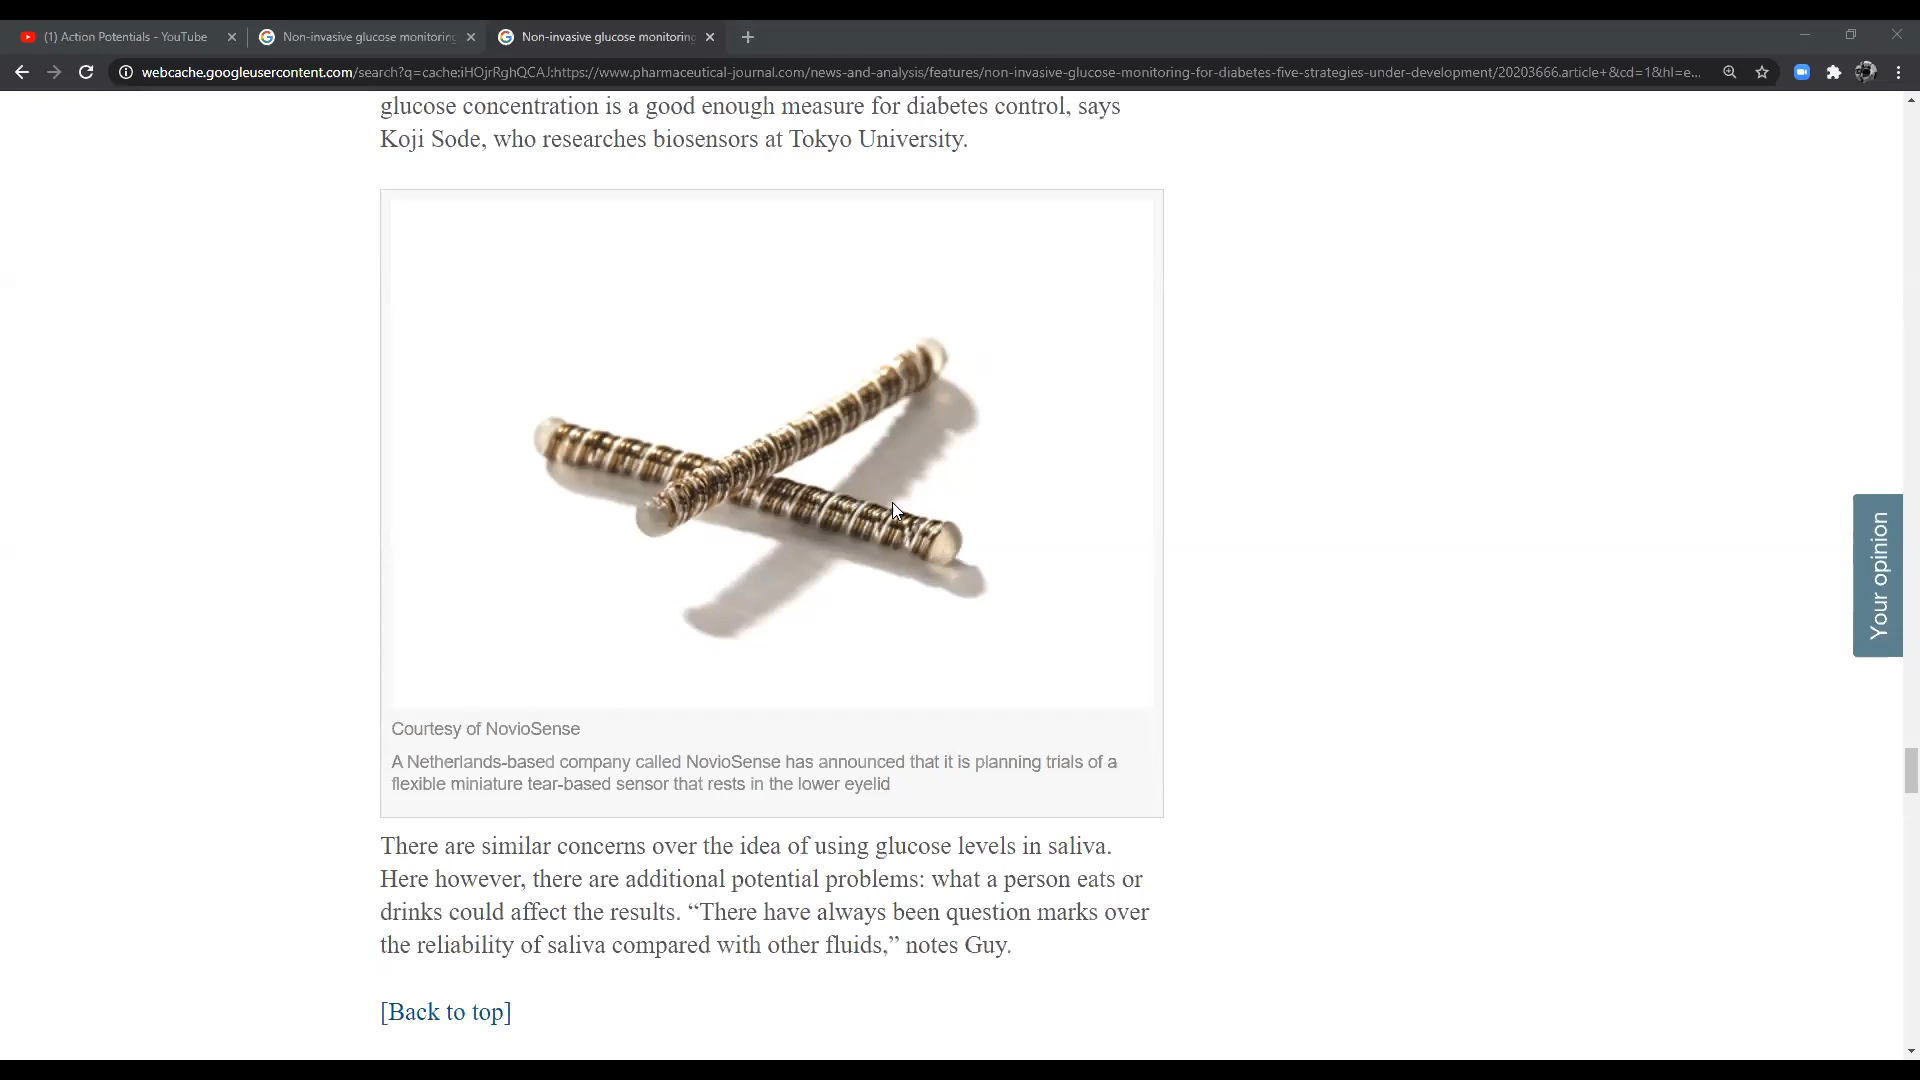 (1) Action Potentials - YouTube
Non-invasive glucose monitoring
Non-invasive glucose monitoring
webcache.googleusercontent.com/search?q=cache:iHOjrRghQCAJ:https://www.pharmaceutical-journal.com/news-and-analysis/features/non-invasive-glucose-monitoring-for-diabetes-five-strategies-under-development/20203666.article+&cd=1&hl=e...
glucose concentration is a good enough measure for diabetes control, says
Koji Sode, who researches biosensors at Tokyo University.
Courtesy of NovioSense
A Netherlands-based company called NovioSense has announced that it is planning trials of a
flexible miniature tear-based sensor that rests in the lower eyelid
Your opinion
There are similar concerns over the idea of using glucose levels in saliva.
Here however, there are additional potential problems: what a person eats or
drinks could affect the results. “There have always been question marks over
the reliability of saliva compared with other fluids,” notes Guy.
[Back to top]